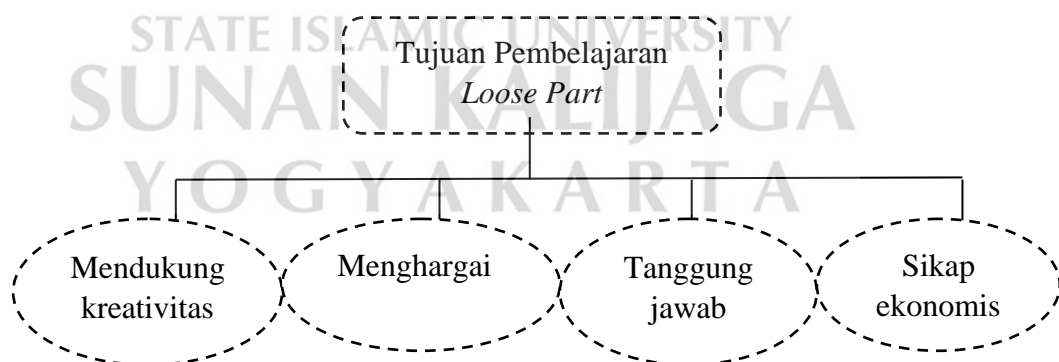 STATE ISLAMIC UNIVERSITY
SUNAN KALIJAGA
YOGYAKARTA
Tujuan Pembelajaran
Loose Part
Mendukung
kreativitas
Menghargai
Tanggung
jawab
Sikap
ekonomis